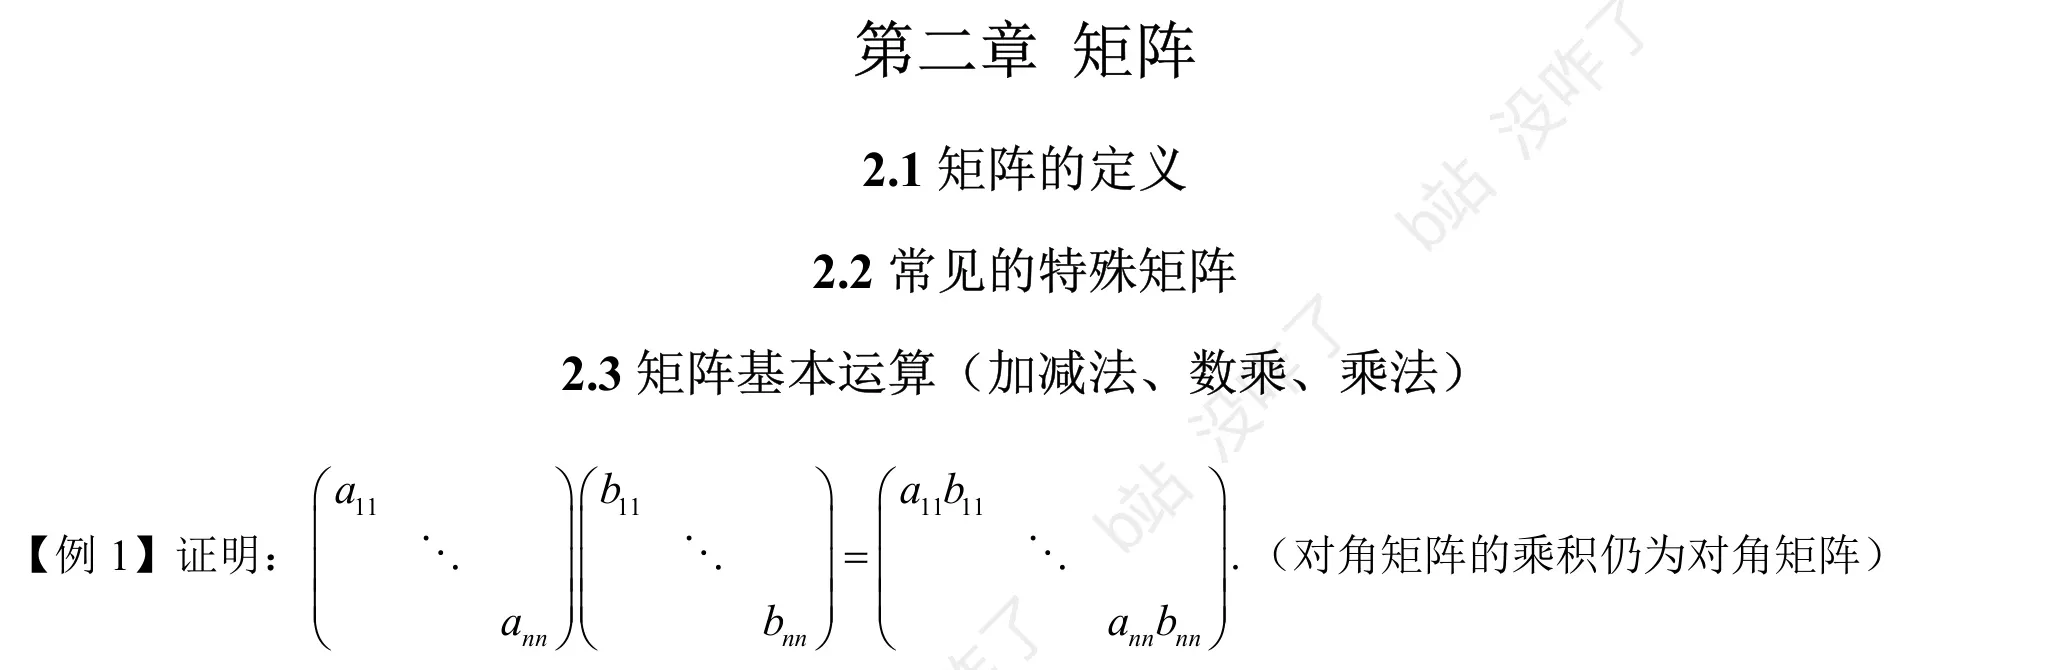 第二章 矩阵
2.1 矩阵的定义
2.2 常见的特殊矩阵
2.3 矩阵基本运算（加减法、数乘、乘法）
【例 1】证明：$\begin{pmatrix} a_{11} & & \\ & \ddots & \\ & & a_{nn} \end{pmatrix}\begin{pmatrix} b_{11} & & \\ & \ddots & \\ & & b_{nn} \end{pmatrix}=\begin{pmatrix} a_{11}b_{11} & & \\ & \ddots & \\ & & a_{nn}b_{nn} \end{pmatrix}$.（对角矩阵的乘积仍为对角矩阵）
b站 没咋了
b站 没咋了
咋了